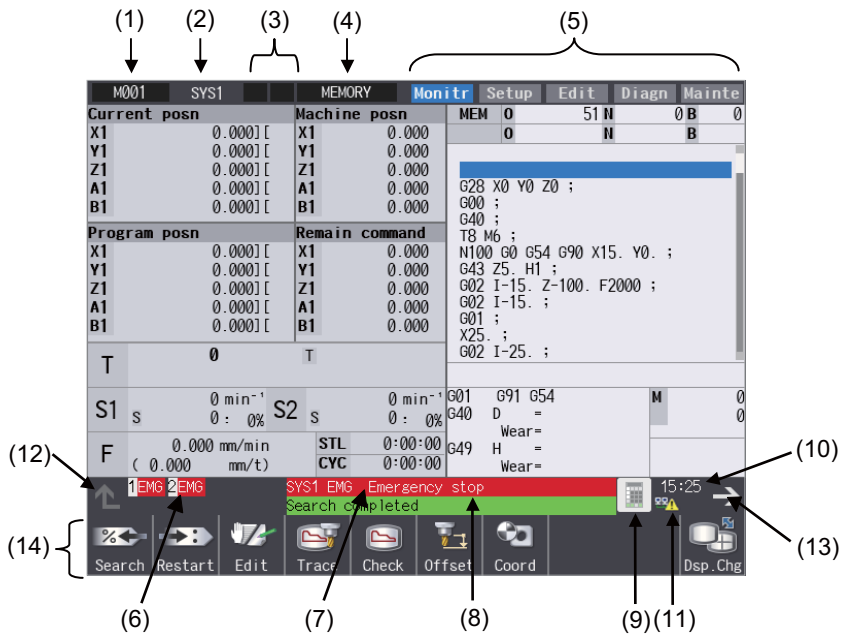 (1) (2) (3) (4) (5)
M001 SYS1 MEMORY Monitr Setup Edit Diagn Mainte
Current posn Machine posn MEM O 51 N 0 B 0
O N B
X1 0.000][ X1 0.000
Y1 0.000][ Y1 0.000
Z1 0.000][ Z1 0.000
A1 0.000][ A1 0.000
B1 0.000][ B1 0.000
G28 X0 Y0 Z0 ;
G00 ;
G40 ;
T8 M6 ;
N100 G0 G54 G90 X15. Y0. ;
G43 Z5. H1 ;
G02 I-15. Z-100. F2000 ;
G02 I-15. ;
G01 ;
X25. ;
G02 I-25. ;
Program posn Remain command
X1 0.000][ X1 0.000
Y1 0.000][ Y1 0.000
Z1 0.000][ Z1 0.000
A1 0.000][ A1 0.000
B1 0.000][ B1 0.000
T 0 T
S1 0 min⁻¹ S2 0 min⁻¹
S 0 : 0% S 0 : 0%
F 0.000 mm/min STL 0:00:00
( 0.000 mm/t) CYC 0:00:00
G01 G91 G54 M 0
G40 D = 0
Wear=
G49 H =
Wear=
(12) (10)
1 EMG 2 EMG SYS1 EMG Emergency stop 15:25
Search completed
(14) (13)
Search Restart Edit Trace Check Offset Coord Dsp.Chg
(6) (7) (8) (9) (11)